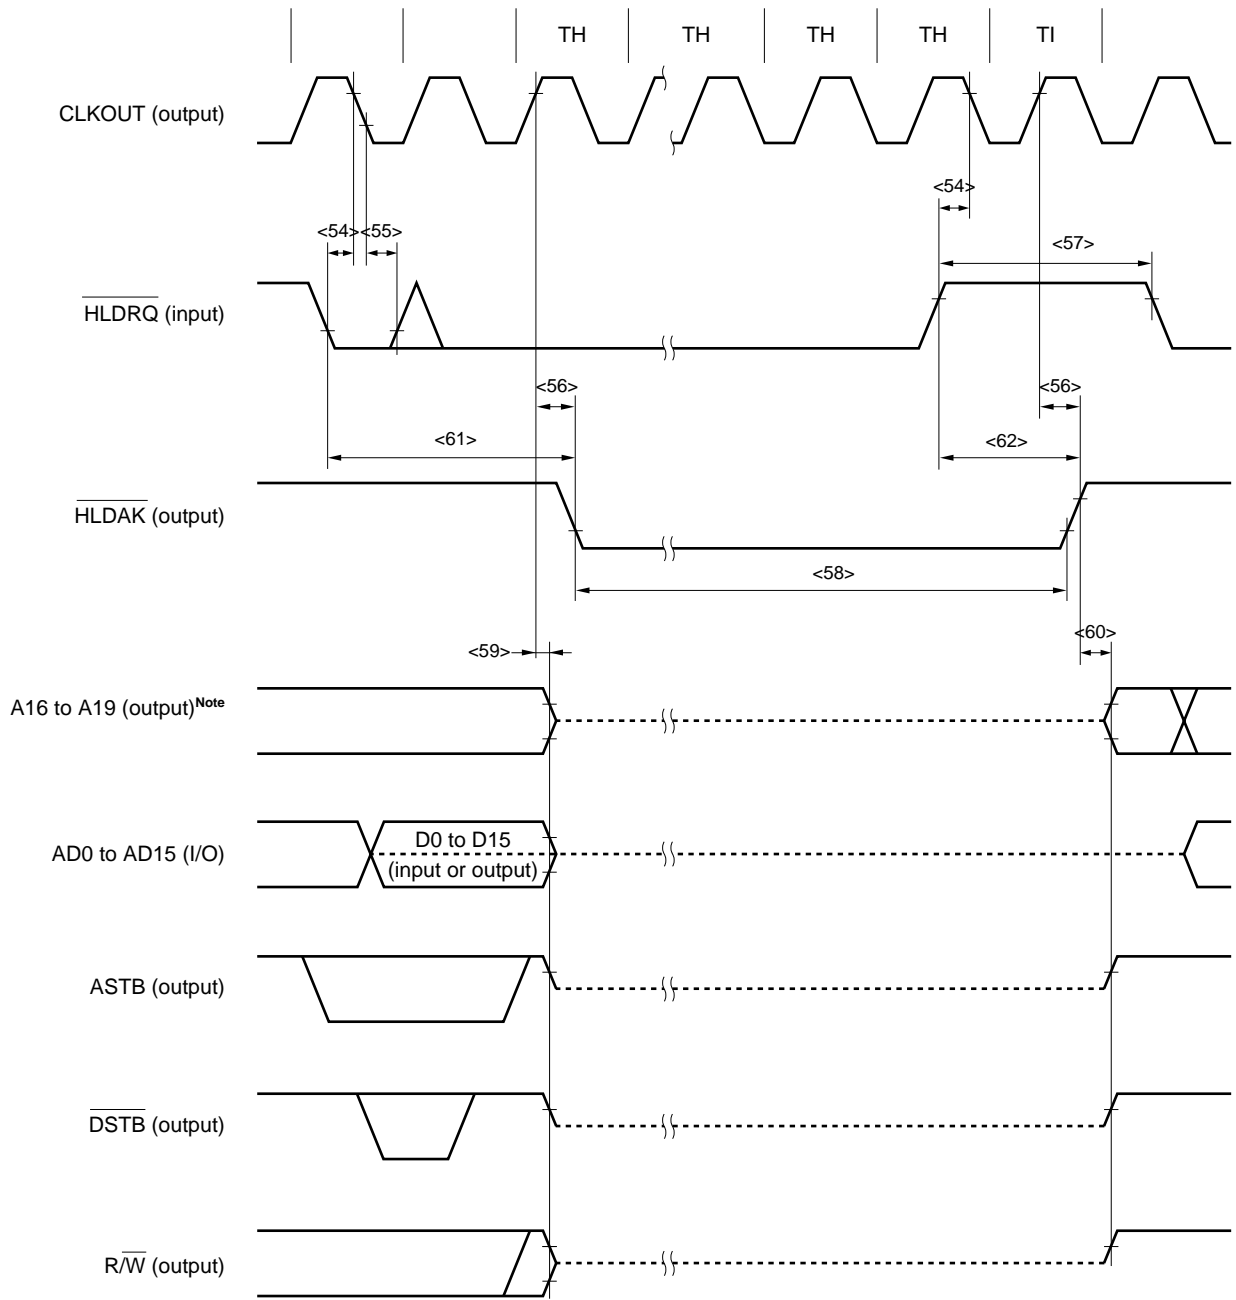 TH TH TH TH TI
CLKOUT (output)
<54>
<54> <55>
<57>
HLDRQ (input)
<56> <56>
<61> <62>
HLDAK (output)
<58>
<60>
<59>
A16 to A19 (output)Note
D0 to D15
AD0 to AD15 (I/O)
(input or output)
ASTB (output)
DSTB (output)
R/W (output)